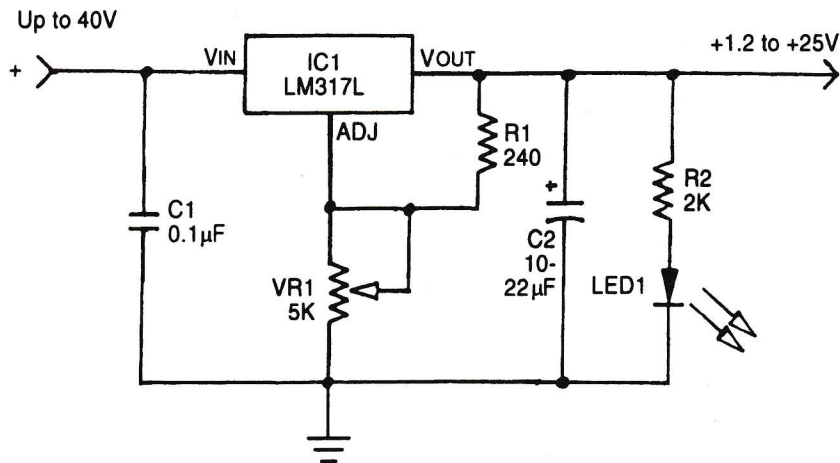 Up to 40V
+1.2 to +25V
+
VIN
IC1
LM317L
VOUT
ADJ
R1
240
+
R2
2K
C1
0.1µF
C2
10-
22µF
VR1
5K
LED1